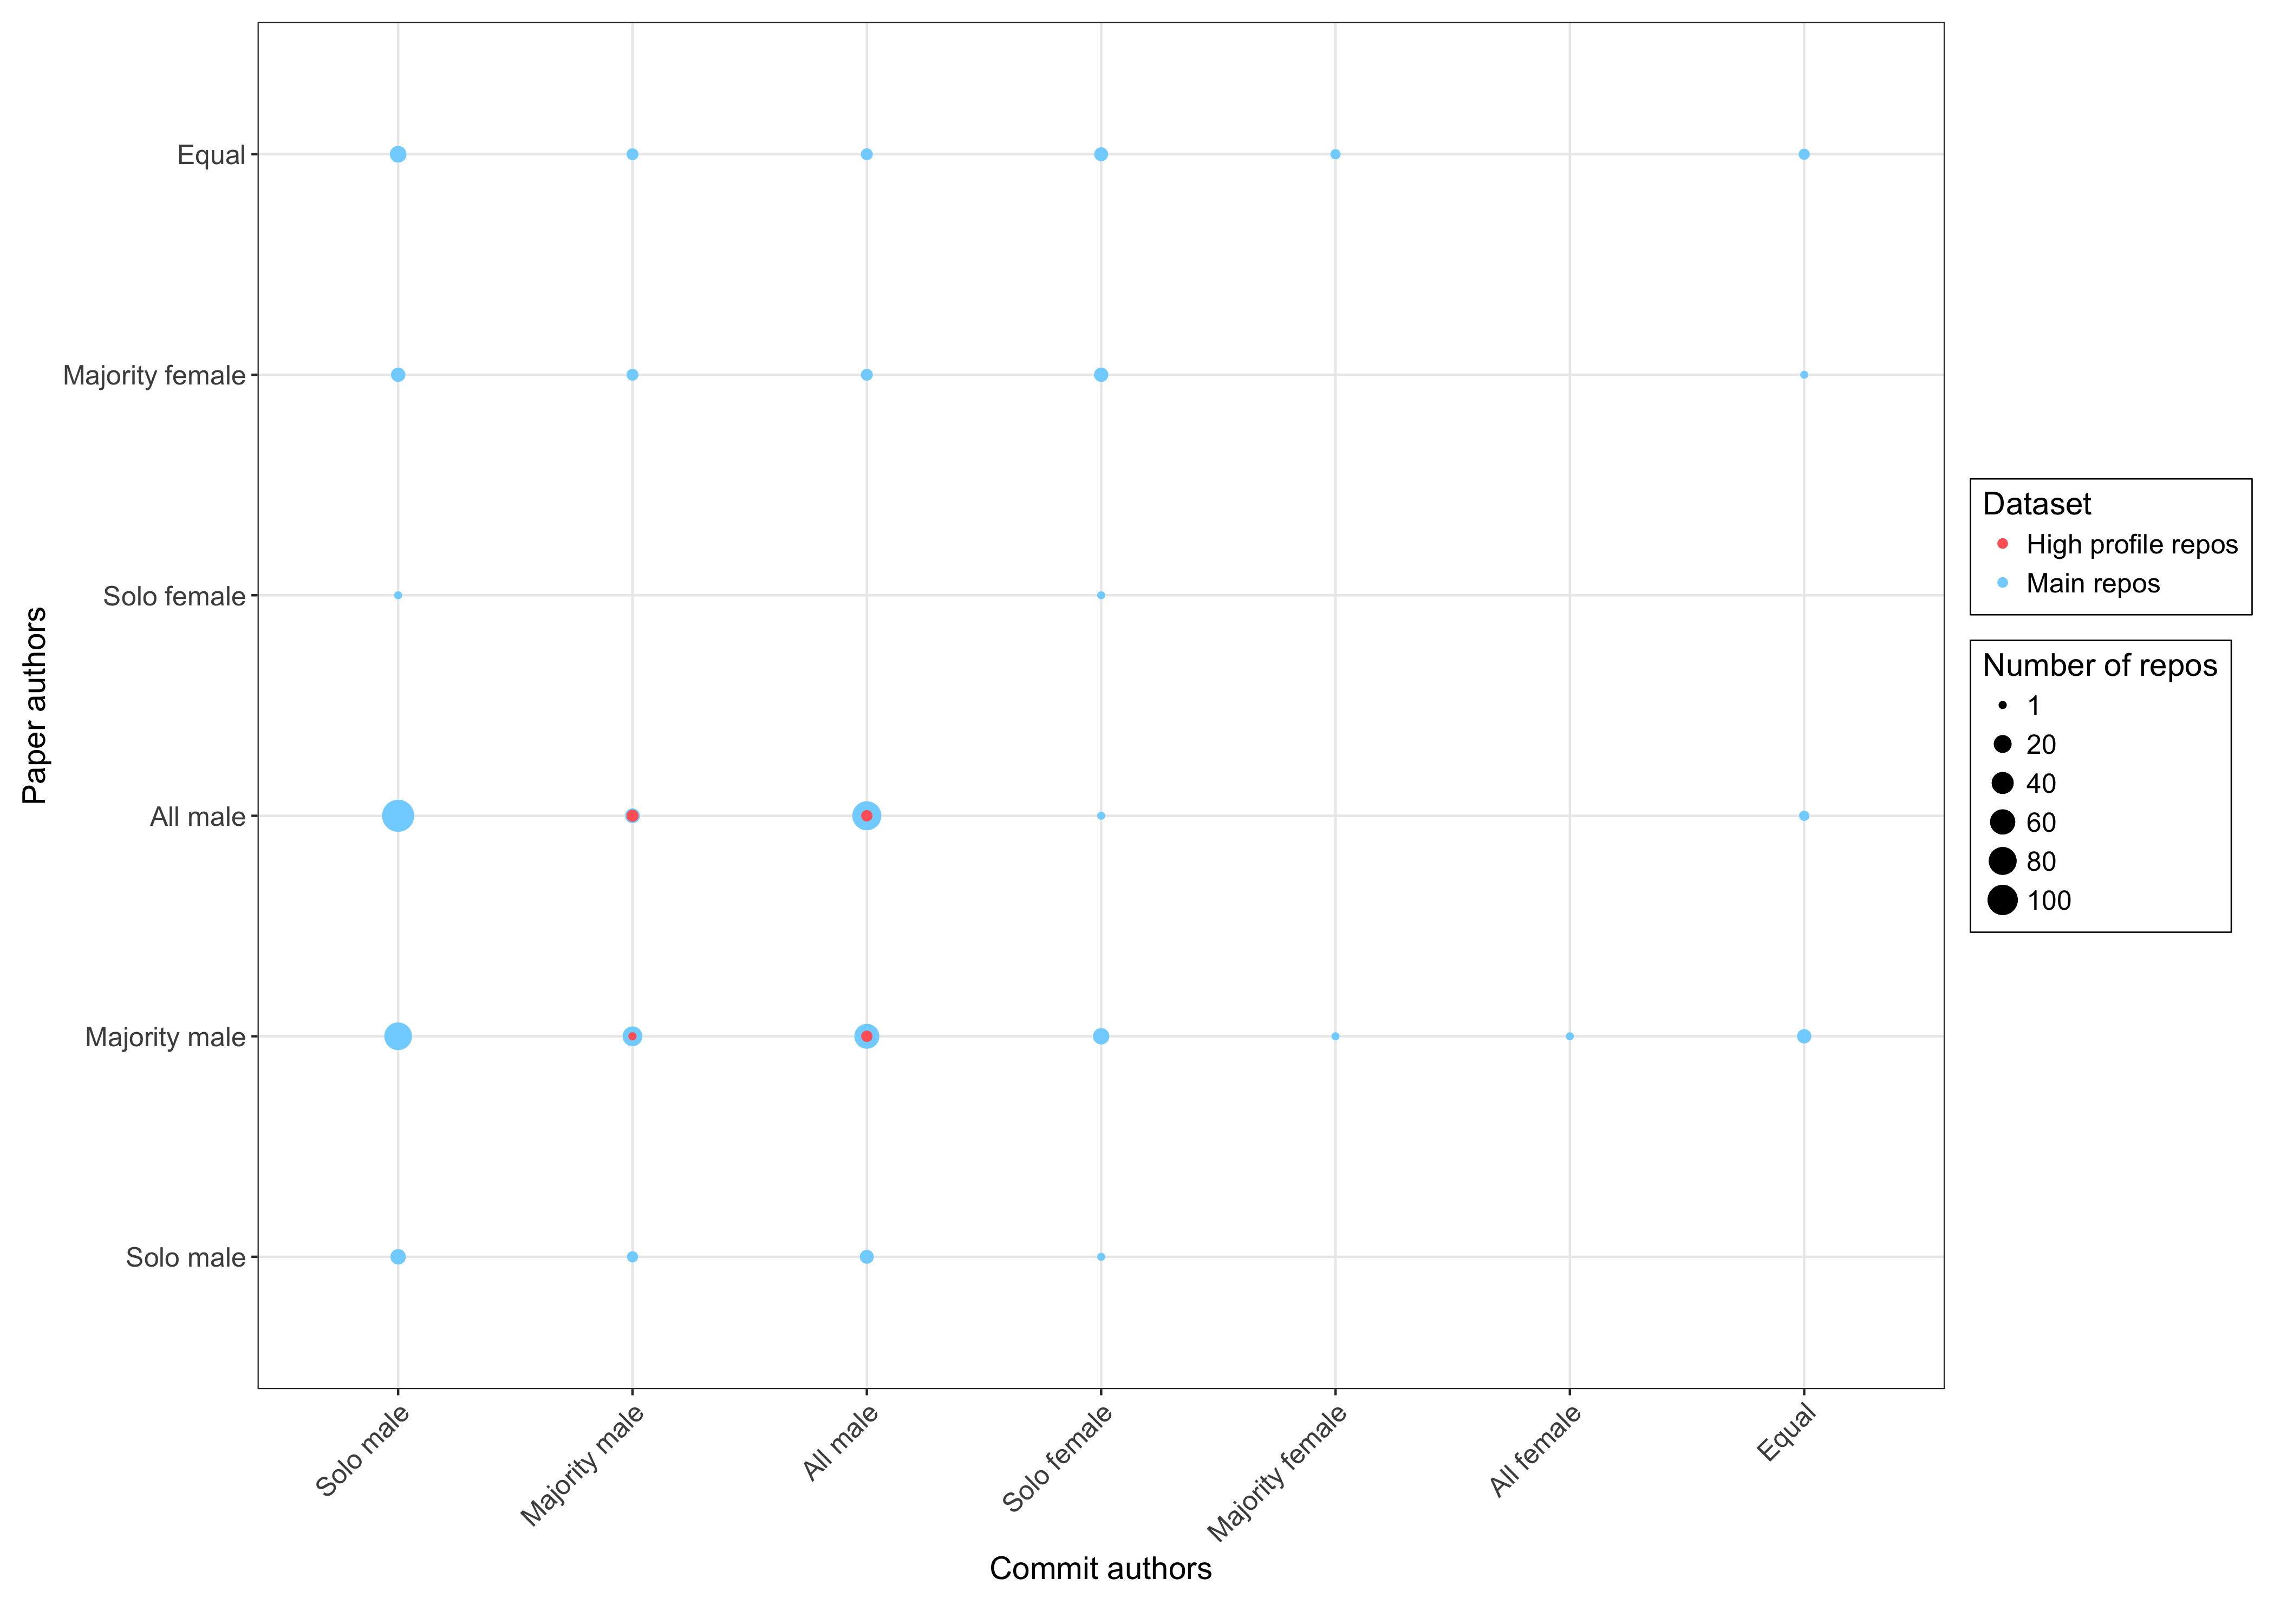 Paper authors
Equal
Majority female
Solo female
All male
Majority male
Solo male
Solo male
Majority male
All male
Solo female
Majority female
All female
Equal
Commit authors
Dataset
High profile repos
Main repos
Number of repos
1
20
40
60
80
100